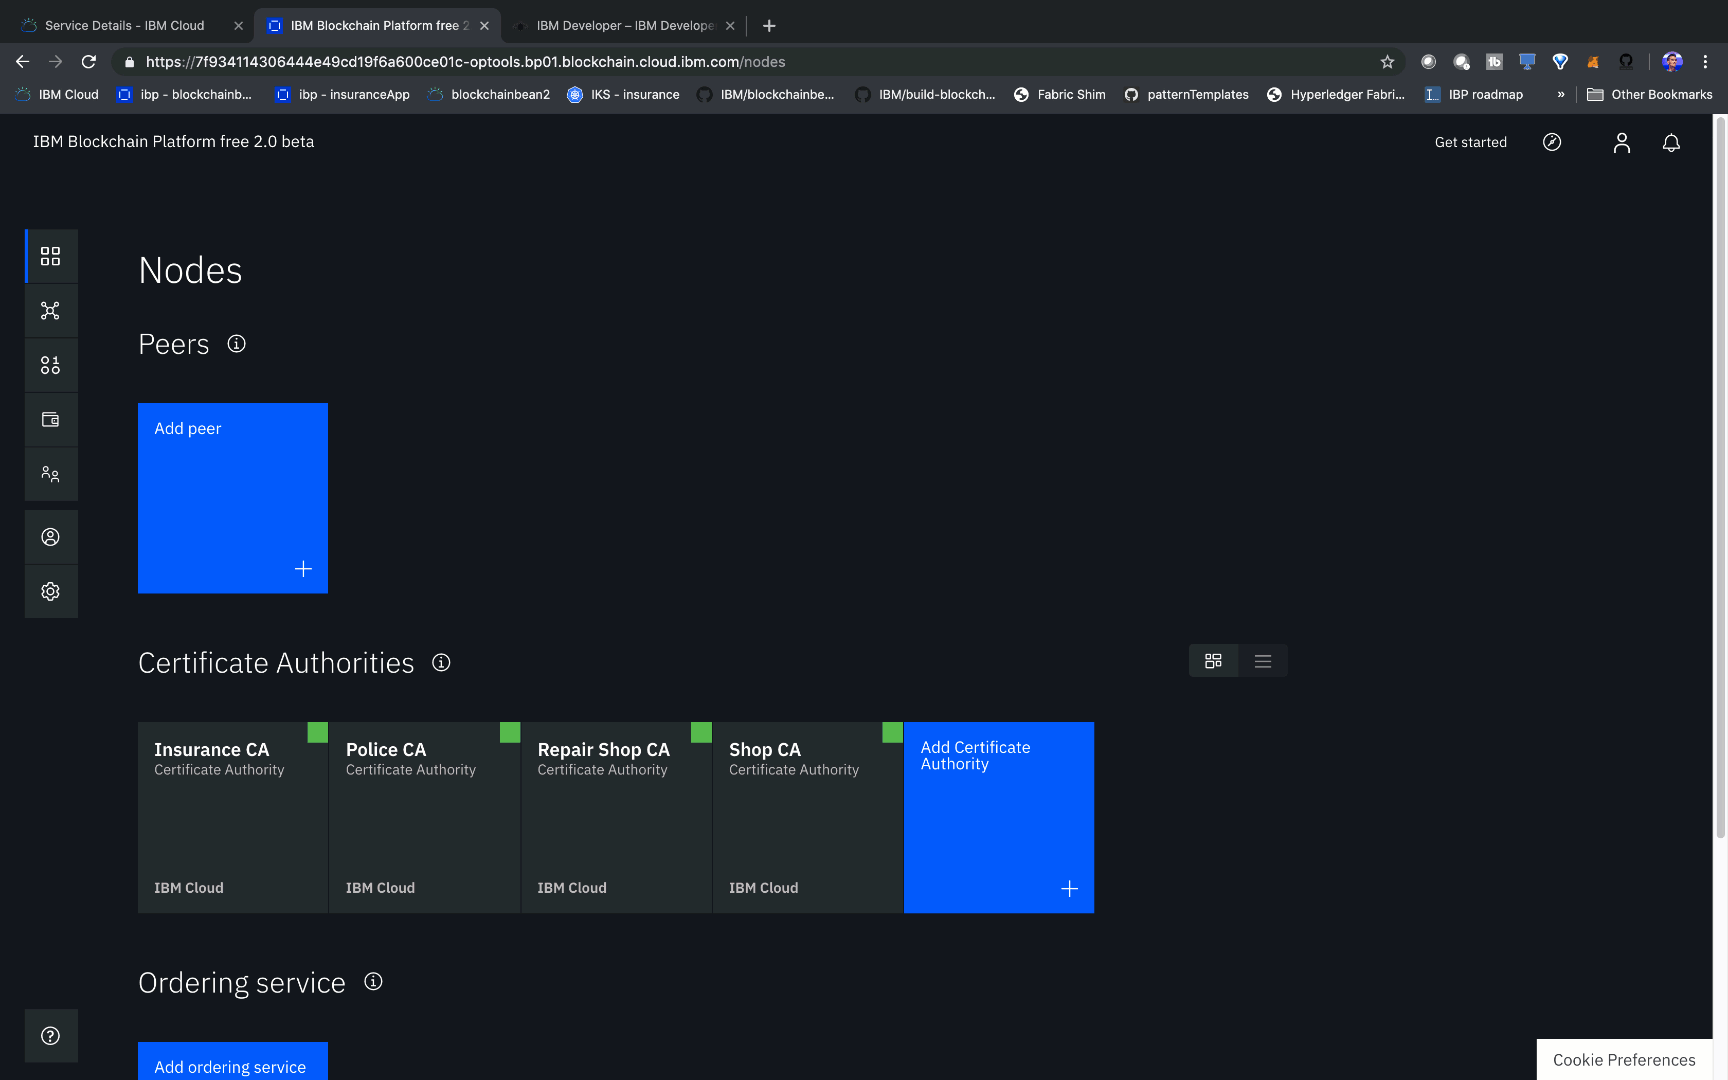 Service Details - IBM Cloud
IBM Blockchain Platform free 2
IBM Developer – IBM Develope
https://7f934114306444e49cd19f6a600ce01c-optools.bp01.blockchain.cloud.ibm.com/nodes
IBM Cloud
ibp - blockchainb...
ibp - insuranceApp
blockchainbean2
IKS - insurance
IBM/blockchainbe...
IBM/build-blockch...
Fabric Shim
patternTemplates
Hyperledger Fabri...
IBP roadmap
»
Other Bookmarks
IBM Blockchain Platform free 2.0 beta
Get started
Nodes
Peers
Add peer
Certificate Authorities
Insurance CA
Certificate Authority
IBM Cloud
Police CA
Certificate Authority
IBM Cloud
Repair Shop CA
Certificate Authority
IBM Cloud
Shop CA
Certificate Authority
IBM Cloud
Add Certificate
Authority
Ordering service
Add ordering service
Cookie Preferences